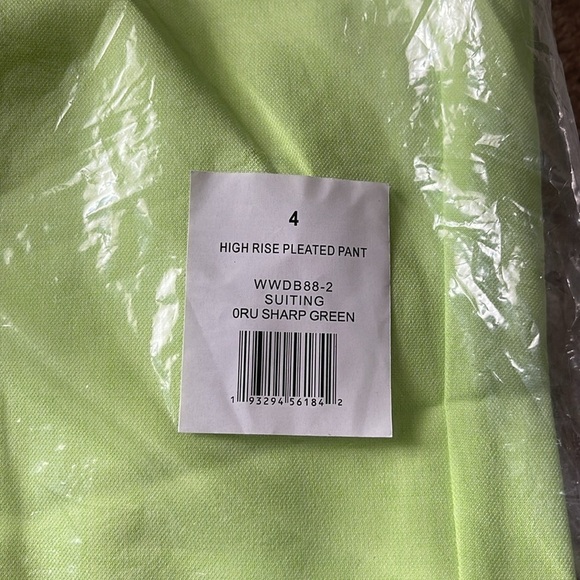 4
HIGH RISE PLEATED PANT
WWDB88-2
SUITING
0RU SHARP GREEN
1 93294 56184 2